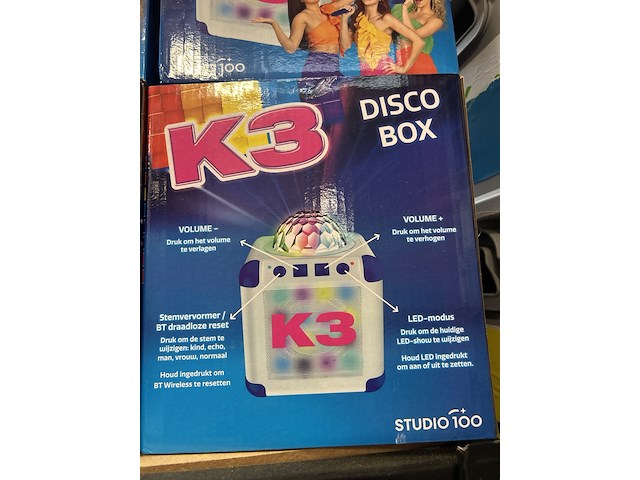 100
K3
DISCO
BOX
VOLUME –
Druk om het volume
te verlagen
VOLUME +
Druk om het volume
te verhogen
Stemvervormer /
BT draadloze reset
Druk om de stem te
wijzigen: kind, echo,
man, vrouw, normaal
Houd ingedrukt om
BT Wireless te resetten
LED-modus
Druk om de huidige
LED-show te wijzigen
Houd LED ingedrukt
om aan of uit te zetten.
K3
STUDIO 100